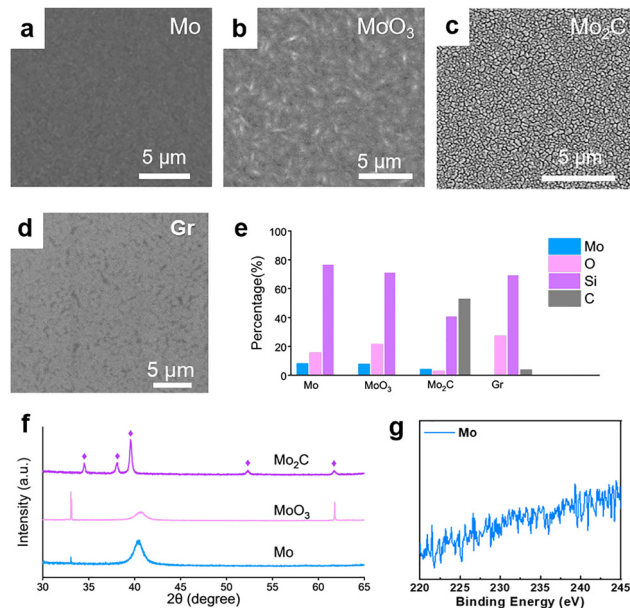 a
Mo
5 µm
b
MoO₃
5 µm
c
Mo₂C
5 µm
d
Gr
5 µm
e
Percentage(%)
100
80
60
40
20
0
Mo
MoO₃
Mo₂C
Gr
Mo
O
Si
C
f
Intensity (a.u.)
Mo₂C
MoO₃
Mo
30 35 40 45 50 55 60 65
2θ (degree)
g
Mo
220 225 230 235 240 245
Binding Energy (eV)